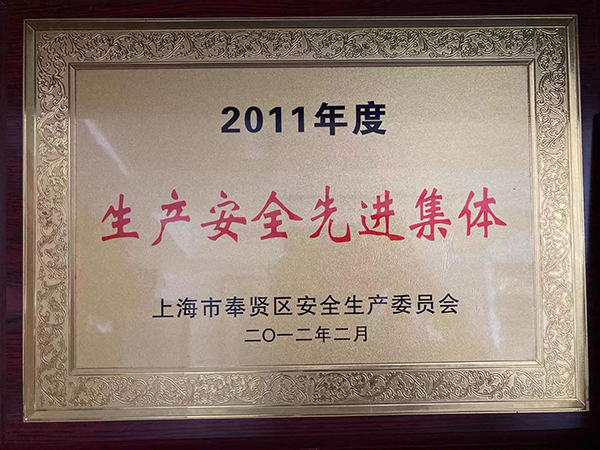 2011年度
生产安全先进集体
上海市奉贤区安全生产委员会
二〇一二年二月